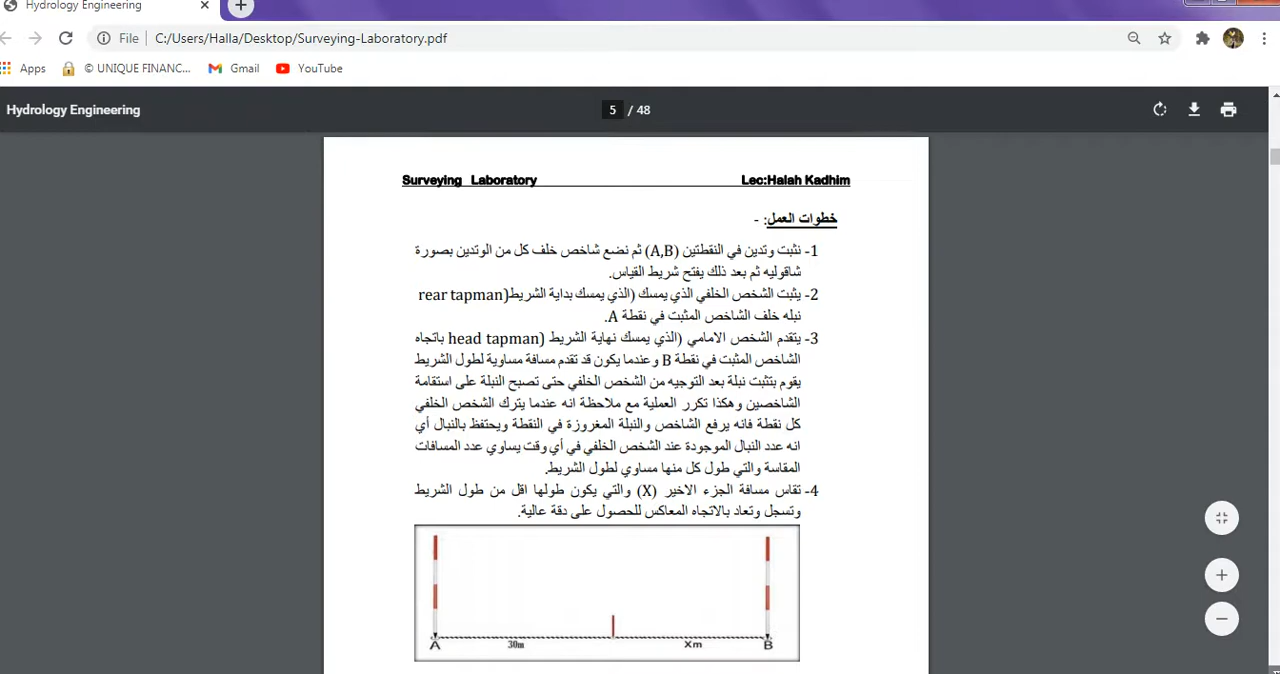 Hydrology Engineering
File
C:/Users/Halla/Desktop/Surveying-Laboratory.pdf
Apps
© UNIQUE FINANC...
Gmail
YouTube
Hydrology Engineering
5 / 48
Surveying Laboratory
Lec:Halah Kadhim
خطوات العمل: -
1- نثبت وتدين في النقطتين (A,B) ثم نضع شاخص خلف كل من الوتدين بصورة
شاقوليه ثم بعد ذلك يفتح شريط القياس.
2- يثبت الشخص الخلفي الذي يمسك (الذي يمسك بداية الشريط(rear tapman
نبله خلف الشاخص المثبت في نقطة A.
3- يتقدم الشخص الامامي (الذي يمسك نهاية الشريط (head tapman باتجاه
الشاخص المثبت في نقطة B وعندما يكون قد تقدم مسافة مساوية لطول الشريط
يقوم بتثبت نبلة بعد التوجيه من الشخص الخلفي حتى تصبح النبلة على استقامة
الشاخصين وهكذا تكرر العملية مع ملاحظة انه عندما يترك الشخص الخلفي
كل نقطة فانه يرفع الشاخص والنبلة المغروزة في النقطة ويحتفظ بالنبال أي
انه عدد النبال الموجودة عند الشخص الخلفي في أي وقت يساوي عدد المسافات
المقاسة والتي طول كل منها مساوي لطول الشريط.
4- تقاس مسافة الجزء الاخير (X) والتي يكون طولها اقل من طول الشريط
وتسجل وتعاد بالاتجاه المعاكس للحصول على دقة عالية.
A
30m
Xm
B